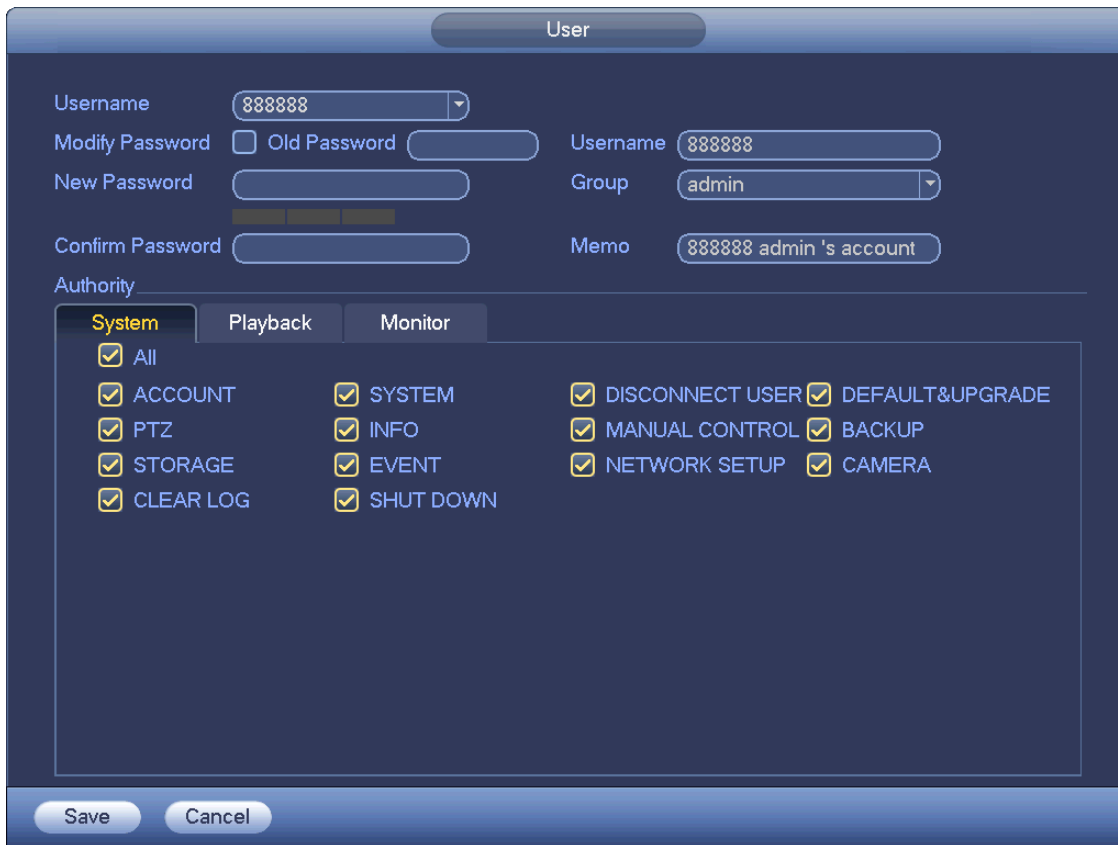 User
Username 888888
Modify Password Old Password Username 888888
New Password Group admin
Confirm Password Memo 888888 admin 's account
Authority
System Playback Monitor
All
ACCOUNT SYSTEM DISCONNECT USER DEFAULT&UPGRADE
PTZ INFO MANUAL CONTROL BACKUP
STORAGE EVENT NETWORK SETUP CAMERA
CLEAR LOG SHUT DOWN
Save Cancel